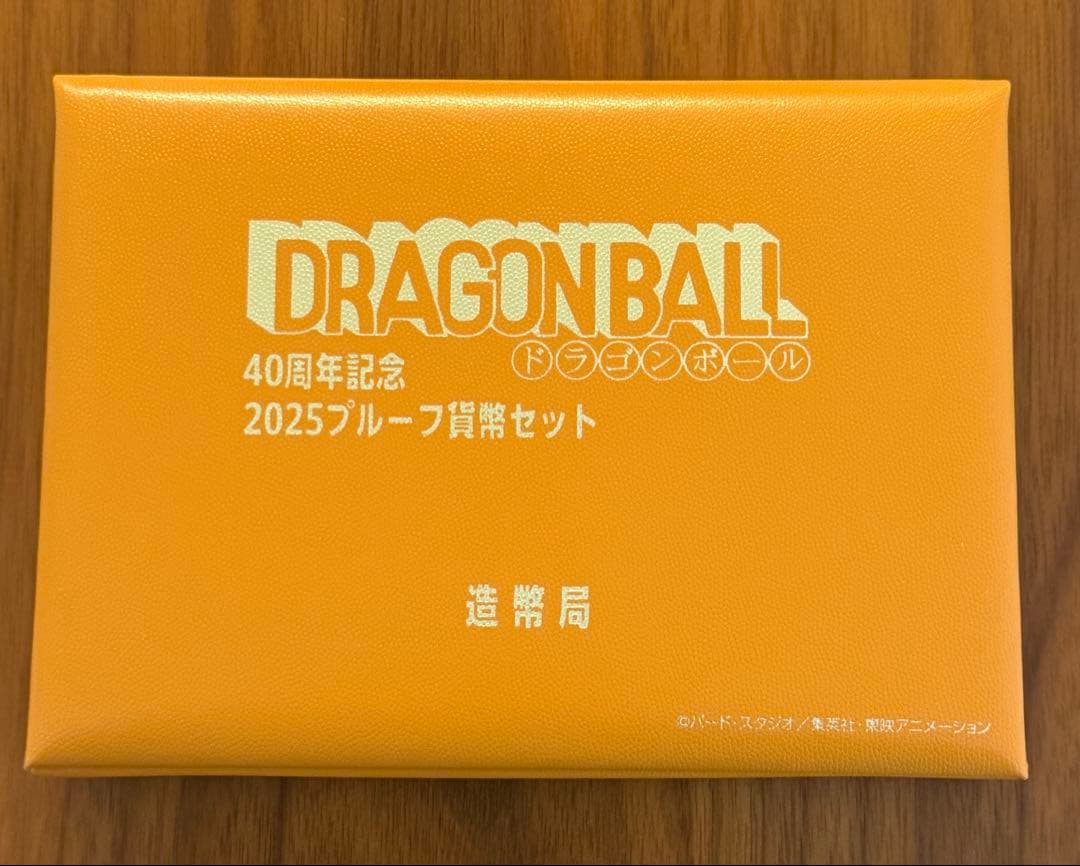 DRAGON BALL
ドラゴンボール
40周年記念
2025プルーフ貨幣セット
造幣局
©バード・スタジオ／集英社・東映アニメーション